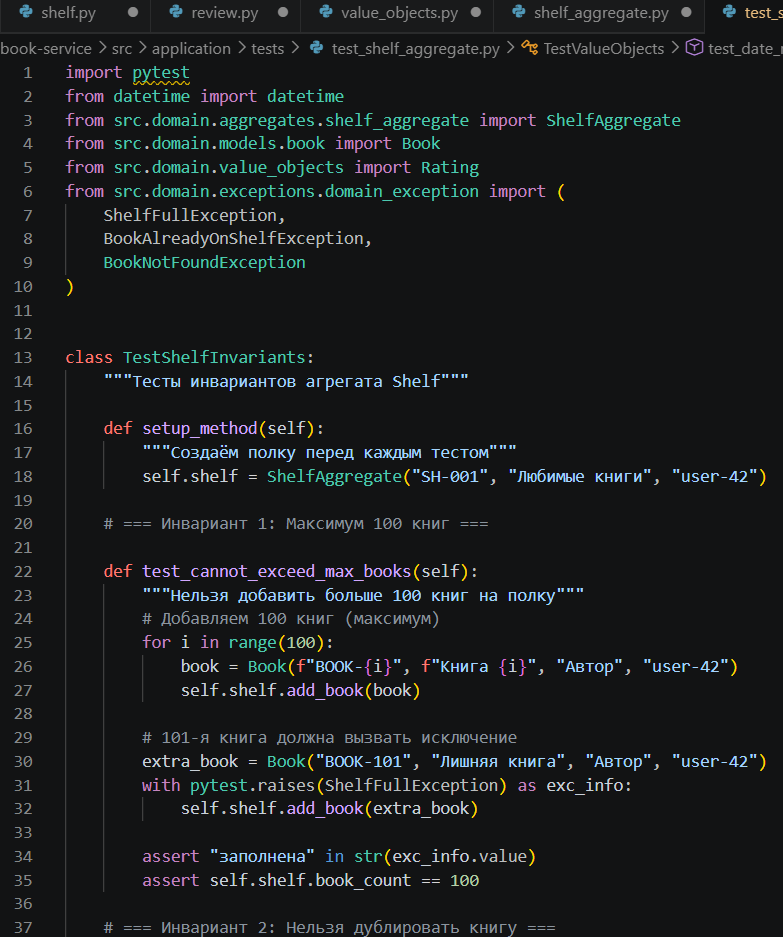 shelf.py review.py value_objects.py shelf_aggregate.py test_s
book-service > src > application > tests > test_shelf_aggregate.py > TestValueObjects > test_date_
1 import pytest
2 from datetime import datetime
3 from src.domain.aggregates.shelf_aggregate import ShelfAggregate
4 from src.domain.models.book import Book
5 from src.domain.value_objects import Rating
6 from src.domain.exceptions.domain_exception import (
7     ShelfFullException,
8     BookAlreadyOnShelfException,
9     BookNotFoundException
10 )
11
12
13 class TestShelfInvariants:
14     """Тесты инвариантов агрегата Shelf"""
15
16     def setup_method(self):
17         """Создаём полку перед каждым тестом"""
18         self.shelf = ShelfAggregate("SH-001", "Любимые книги", "user-42")
19
20     # === Инвариант 1: Максимум 100 книг ===
21
22     def test_cannot_exceed_max_books(self):
23         """Нельзя добавить больше 100 книг на полку"""
24         # Добавляем 100 книг (максимум)
25         for i in range(100):
26             book = Book(f"BOOK-{i}", f"Книга {i}", "Автор", "user-42")
27             self.shelf.add_book(book)
28
29         # 101-я книга должна вызвать исключение
30         extra_book = Book("BOOK-101", "Лишняя книга", "Автор", "user-42")
31         with pytest.raises(ShelfFullException) as exc_info:
32             self.shelf.add_book(extra_book)
33
34         assert "заполнена" in str(exc_info.value)
35         assert self.shelf.book_count == 100
36
37     # === Инвариант 2: Нельзя дублировать книгу ===